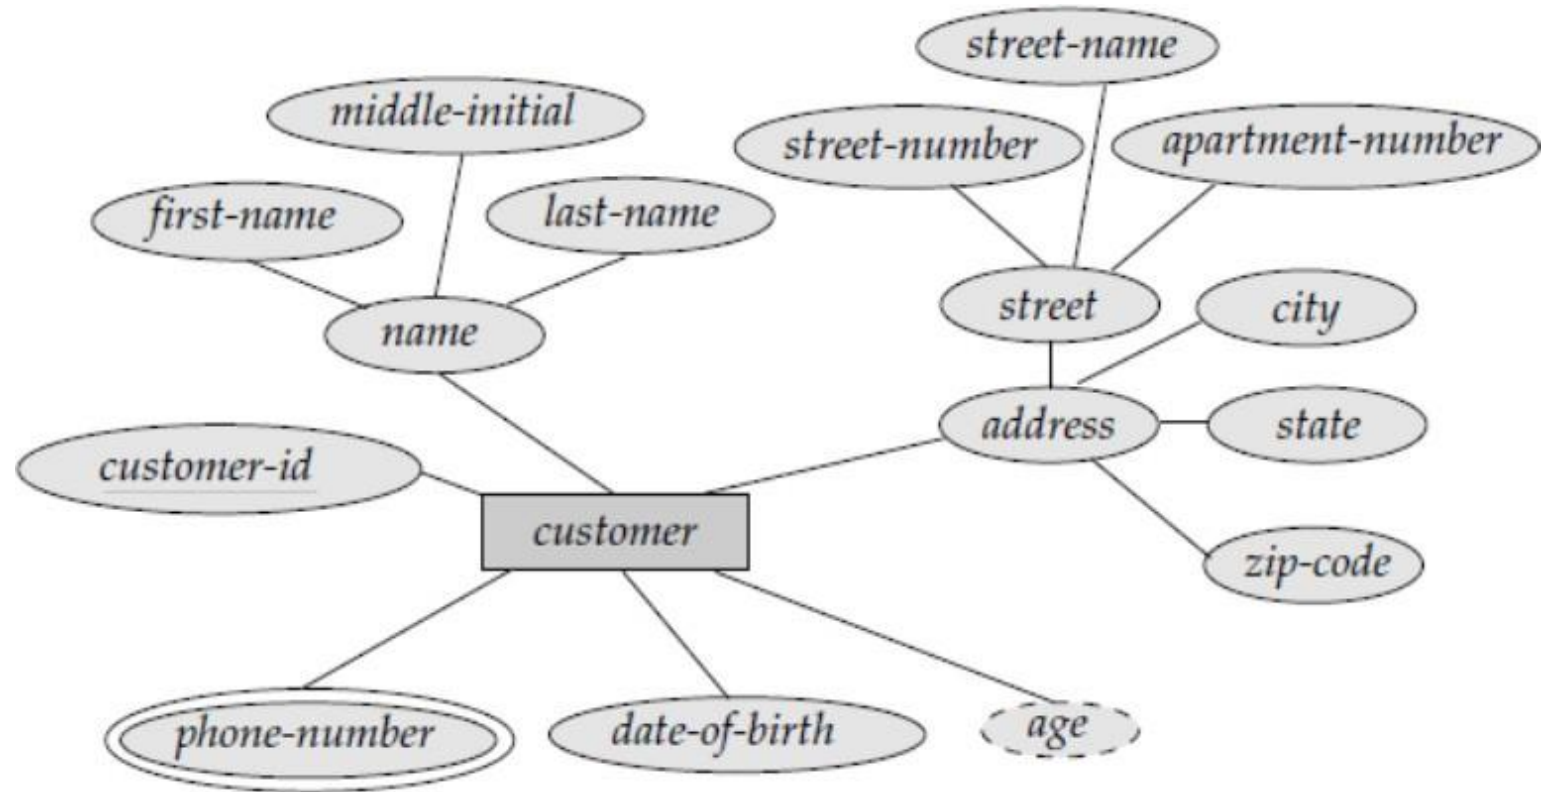 street-name
middle-initial
street-number
apartment-number
first-name
last-name
street
city
name
address
state
customer-id
customer
zip-code
phone-number
date-of-birth
age